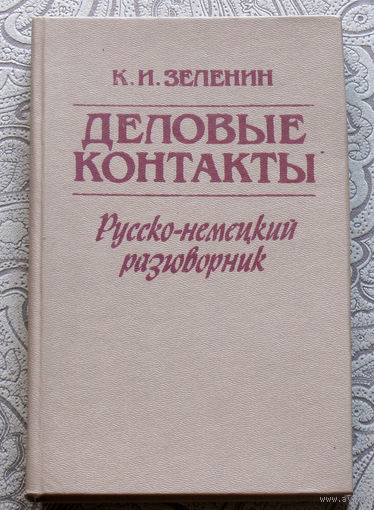 К. И. ЗЕЛЕНИН
ДЕЛОВЫЕ
КОНТАКТЫ
Русско-немецкий
разговорник